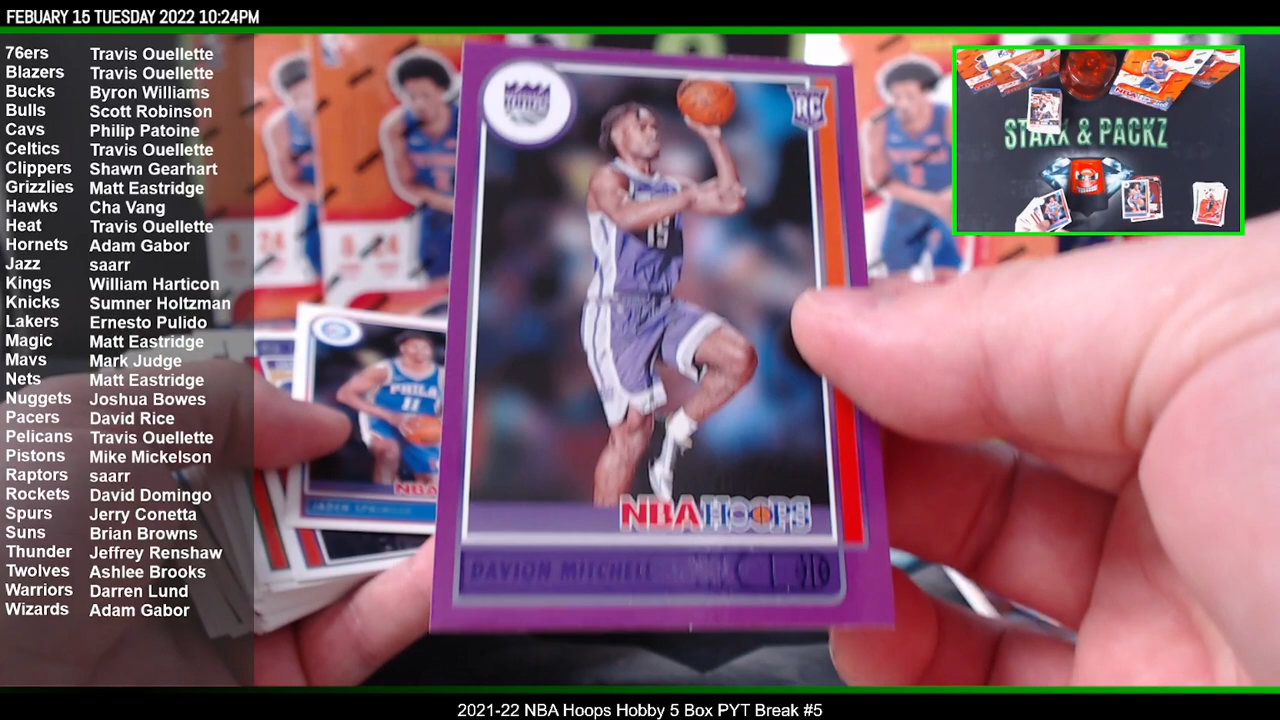 FEBUARY 15 TUESDAY 2022 10:24PM
76ers Travis Ouellette
Blazers Travis Ouellette
Bucks Byron Williams
Bulls Scott Robinson
Cavs Philip Patoine
Celtics Travis Ouellette
Clippers Shawn Gearhart
Grizzlies Matt Eastridge
Hawks Cha Vang
Heat Travis Ouellette
Hornets Adam Gabor
Jazz saarr
Kings William Harticon
Knicks Sumner Holtzman
Lakers Ernesto Pulido
Magic Matt Eastridge
Mavs Mark Judge
Nets Matt Eastridge
Nuggets Joshua Bowes
Pacers David Rice
Pelicans Travis Ouellette
Pistons Mike Mickelson
Raptors saarr
Rockets David Domingo
Spurs Jerry Conetta
Suns Brian Browns
Thunder Jeffrey Renshaw
Twolves Ashlee Brooks
Warriors Darren Lund
Wizards Adam Gabor
RC
15
NBA HOOPS
DAVION MITCHELL
PHILA
11
NBA
JADEN SPRINGER
STAXX & PACKZ
2021-22 NBA Hoops Hobby 5 Box PYT Break #5